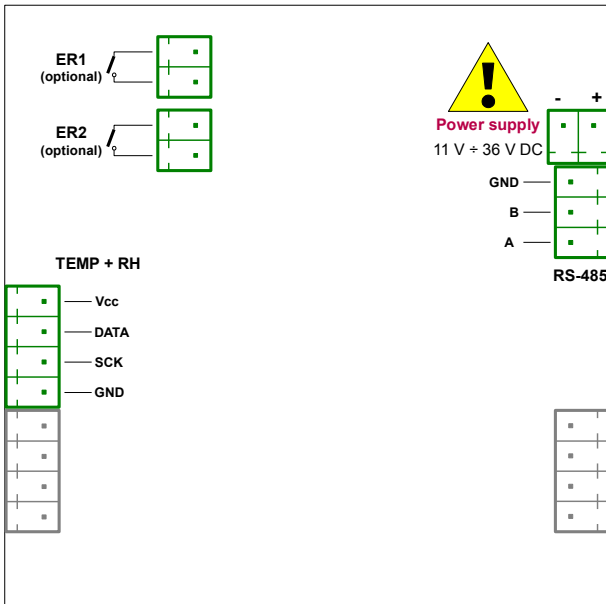 ER1
(optional)
ER2
(optional)
!
Power supply
11 V ÷ 36 V DC
- +
GND
B
A
RS-485
TEMP + RH
Vcc
DATA
SCK
GND